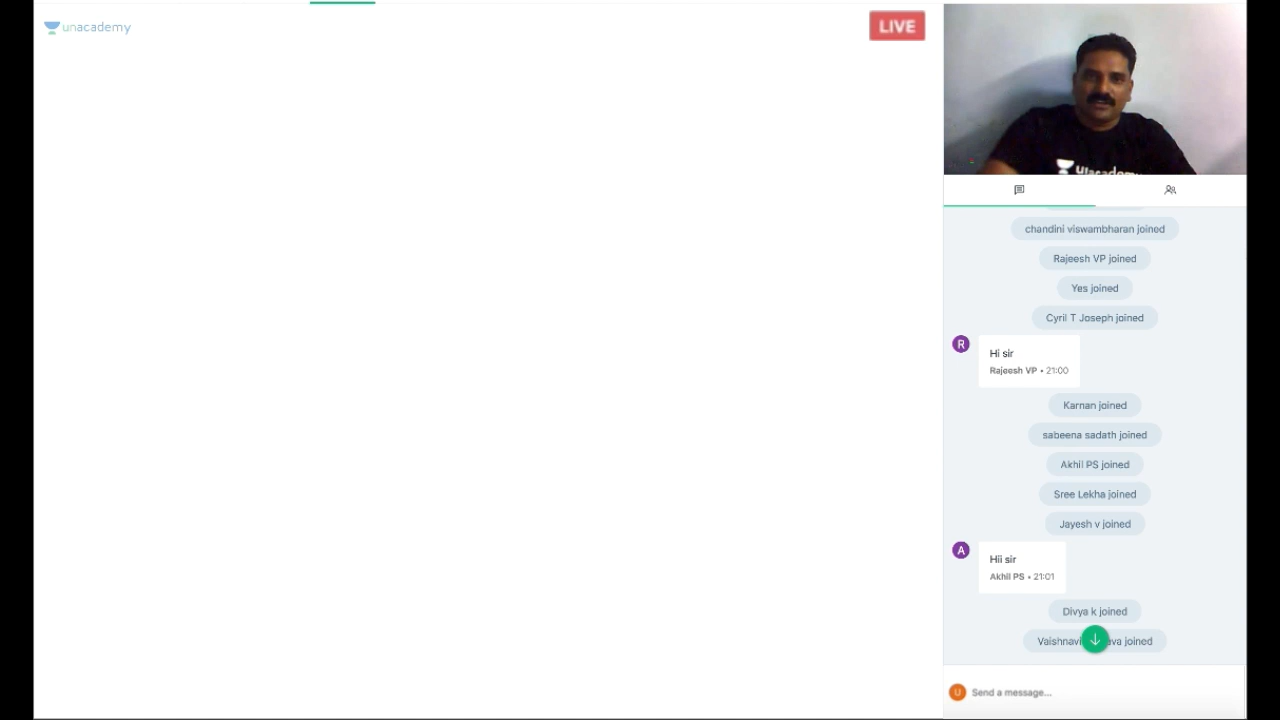 unacademy
LIVE
unacademy
chandini viswambharan joined
Rajeesh VP joined
Yes joined
Cyril T Joseph joined
R
Hi sir
Rajeesh VP • 21:00
Karnan joined
sabeena sadath joined
Akhil PS joined
Sree Lekha joined
Jayesh v joined
A
Hii sir
Akhil PS • 21:01
Divya k joined
joined
U
Send a message...